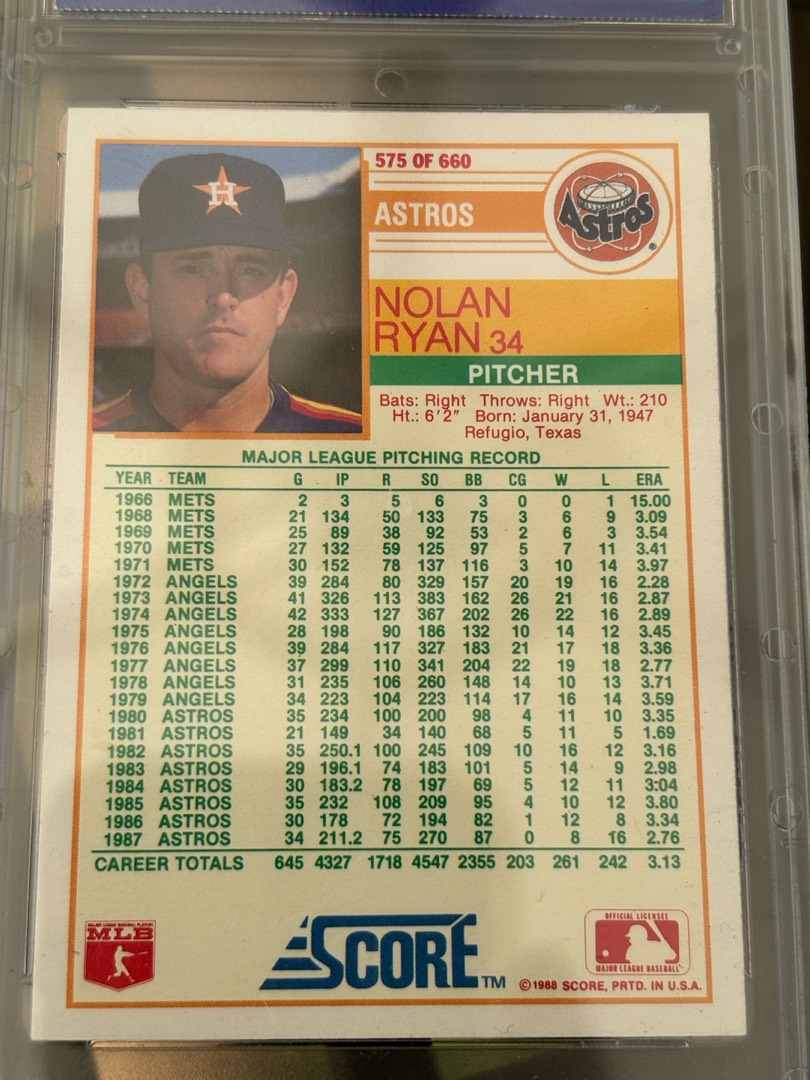 575 OF 660
ASTROS
Astros
NOLAN
RYAN 34
PITCHER
Bats: Right Throws: Right Wt.: 210
Ht.: 6'2" Born: January 31, 1947
Refugio, Texas
MAJOR LEAGUE PITCHING RECORD
YEAR TEAM G IP R SO BB CG W L ERA
1966 METS 2 3 5 6 3 0 0 1 15.00
1968 METS 21 134 50 133 75 3 6 9 3.09
1969 METS 25 89 38 92 53 2 6 3 3.54
1970 METS 27 132 59 125 97 5 7 11 3.41
1971 METS 30 152 78 137 116 3 10 14 3.97
1972 ANGELS 39 284 80 329 157 20 19 16 2.28
1973 ANGELS 41 326 113 383 162 26 21 16 2.87
1974 ANGELS 42 333 127 367 202 26 22 16 2.89
1975 ANGELS 28 198 90 186 132 10 14 12 3.45
1976 ANGELS 39 284 117 327 183 21 17 18 3.36
1977 ANGELS 37 299 110 341 204 22 19 18 2.77
1978 ANGELS 31 235 106 260 148 14 10 13 3.71
1979 ANGELS 34 223 104 223 114 17 16 14 3.59
1980 ASTROS 35 234 100 200 98 4 11 10 3.35
1981 ASTROS 21 149 34 140 68 5 11 5 1.69
1982 ASTROS 35 250.1 100 245 109 10 16 12 3.16
1983 ASTROS 29 196.1 74 183 101 5 14 9 2.98
1984 ASTROS 30 183.2 78 197 69 5 12 11 3:04
1985 ASTROS 35 232 108 209 95 4 10 12 3.80
1986 ASTROS 30 178 72 194 82 1 12 8 3.34
1987 ASTROS 34 211.2 75 270 87 0 8 16 2.76
CAREER TOTALS 645 4327 1718 4547 2355 203 261 242 3.13
MAJOR LEAGUE BASEBALL PLAYERS
MLB
SCORE TM
OFFICIAL LICENSEE
MAJOR LEAGUE BASEBALL
©1988 SCORE, PRTD. IN U.S.A.
H